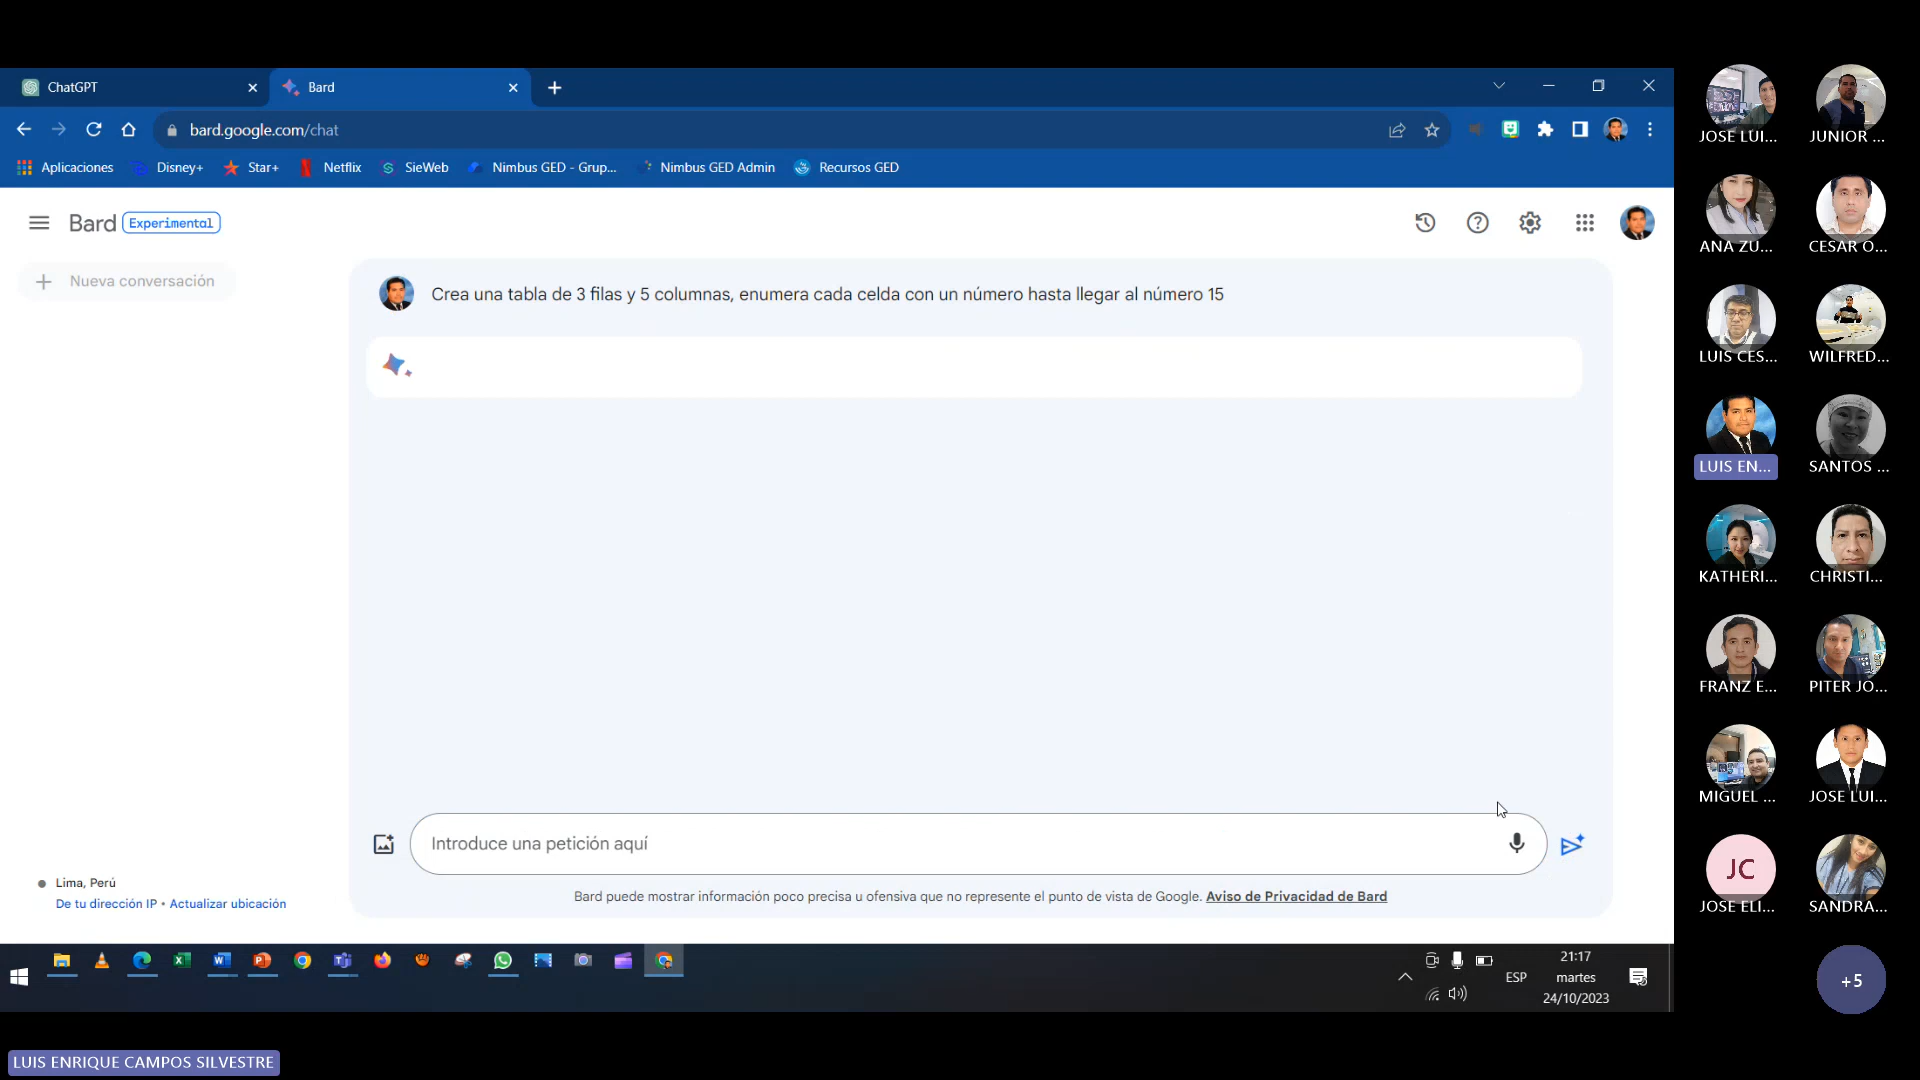 ChatGPT
Bard
bard.google.com/chat
Aplicaciones
Disney+
Star+
Netflix
SieWeb
Nimbus GED - Grup...
Nimbus GED Admin
Recursos GED
Bard
Experimental
Nueva conversación
Crea una tabla de 3 filas y 5 columnas, enumera cada celda con un número hasta llegar al número 15
Introduce una petición aquí
Bard puede mostrar información poco precisa u ofensiva que no represente el punto de vista de Google. Aviso de Privacidad de Bard
Lima, Perú
De tu dirección IP • Actualizar ubicación
ESP
21:17
martes
24/10/2023
JOSE LUI...
JUNIOR ...
ANA ZU...
CESAR O...
LUIS CES...
WILFRED...
LUIS EN...
SANTOS ...
KATHERI...
CHRISTI...
FRANZ E...
PITER JO...
MIGUEL ...
JOSE LUI...
JC
JOSE ELI...
SANDRA...
+5
LUIS ENRIQUE CAMPOS SILVESTRE